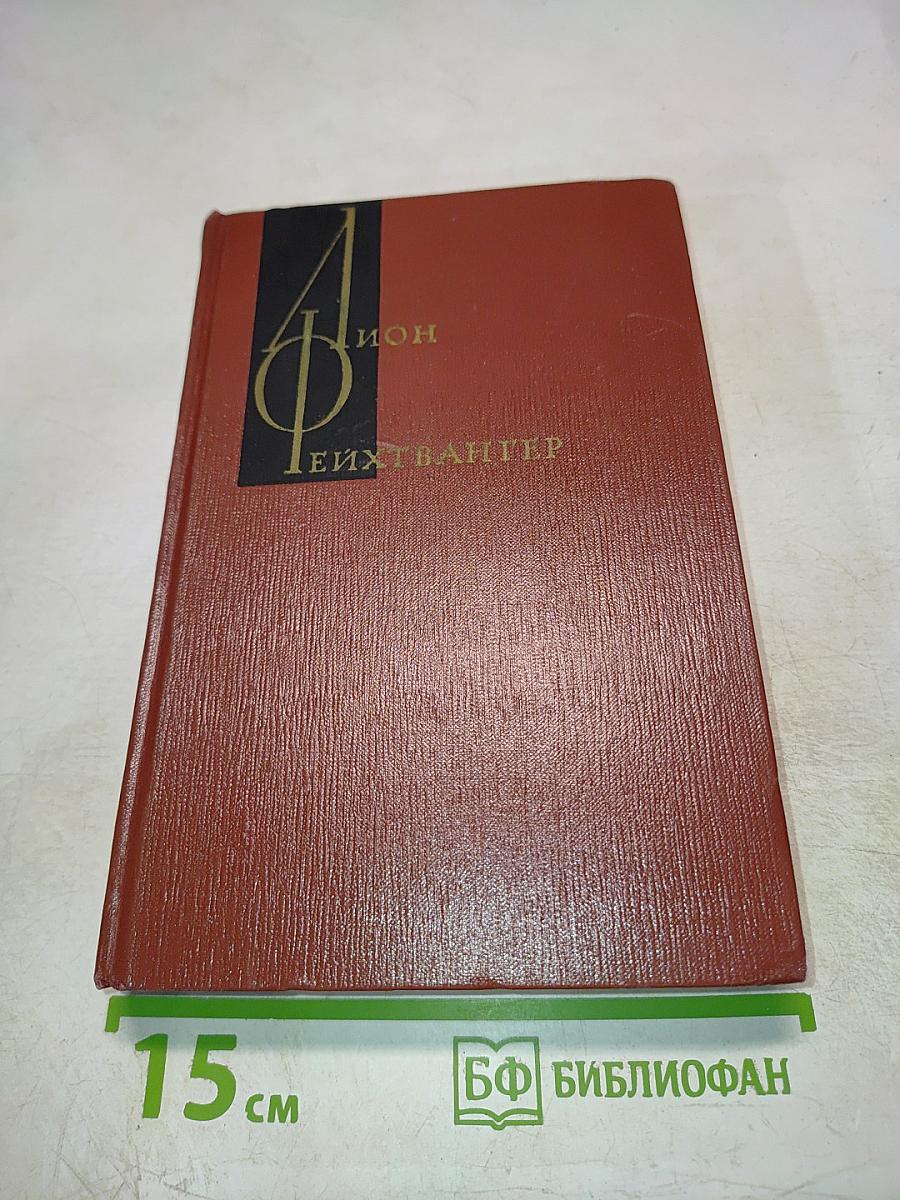 Лион
Фейхтвангер
15 см
БФ БИБЛИОФАН